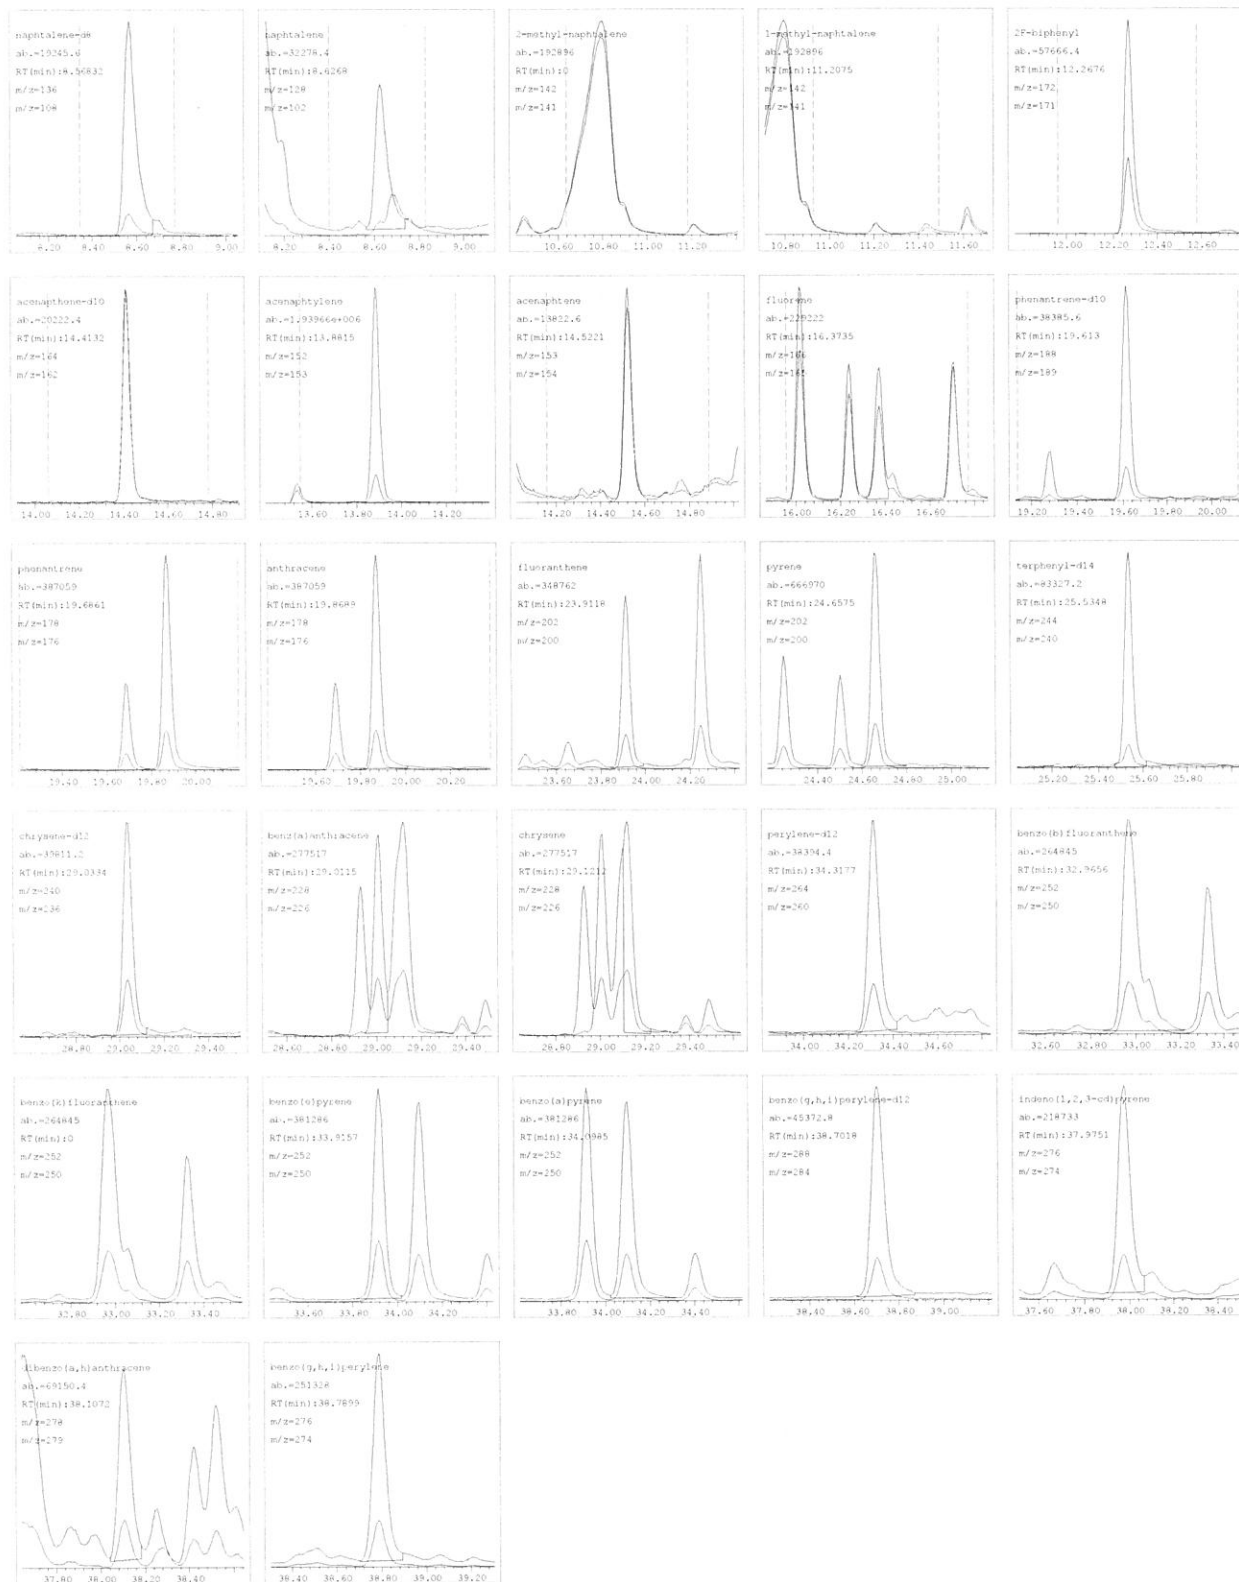 naphtalene-d8
ab.=19245.6
RT(min):8.56832
m/z=136
m/z=108
8.20 8.40 8.60 8.80 9.00
naphtalene
ab.=32278.4
RT(min):8.6268
m/z=128
m/z=102
8.20 8.40 8.60 8.80 9.00
2-methyl-naphtalene
ab.=192896
RT(min):0
m/z=142
m/z=141
10.60 10.80 11.00 11.20
1-methyl-naphtalene
ab.=192896
RT(min):11.2075
m/z=142
m/z=141
10.80 11.00 11.20 11.40 11.60
2F-biphenyl
ab.=57666.4
RT(min):12.2676
m/z=172
m/z=171
12.00 12.20 12.40 12.60
acenapthene-d10
ab.=20222.4
RT(min):14.4132
m/z=164
m/z=162
14.00 14.20 14.40 14.60 14.80
acenaphtylene
ab.=1.93966e+006
RT(min):13.8815
m/z=152
m/z=153
13.60 13.80 14.00 14.20
acenaphtene
ab.=13822.6
RT(min):14.5221
m/z=153
m/z=154
14.20 14.40 14.60 14.80
fluorene
ab.=229222
RT(min):16.3735
m/z=166
m/z=165
16.00 16.20 16.40 16.60
phenantrene-d10
ab.=38385.6
RT(min):19.613
m/z=188
m/z=189
19.20 19.40 19.60 19.80 20.00
phenantrene
ab.=387059
RT(min):19.6861
m/z=178
m/z=176
19.40 19.60 19.80 20.00
anthracene
ab.=387059
RT(min):19.8689
m/z=178
m/z=176
19.40 19.60 19.80 20.00 20.20
fluoranthene
ab.=348762
RT(min):23.9118
m/z=202
m/z=200
23.60 23.80 24.00 24.20
pyrene
ab.=666970
RT(min):24.6575
m/z=202
m/z=200
24.40 24.60 24.80 25.00
terphenyl-d14
ab.=83327.2
RT(min):25.5348
m/z=244
m/z=240
25.20 25.40 25.60 25.80
chrysene-d12
ab.=39811.2
RT(min):29.0334
m/z=240
m/z=236
28.80 29.00 29.20 29.40
benz(a)anthracene
ab.=277517
RT(min):29.0115
m/z=228
m/z=226
28.60 28.80 29.00 29.20 29.40
chrysene
ab.=277517
RT(min):29.1212
m/z=228
m/z=226
28.80 29.00 29.20 29.40
perylene-d12
ab.=38394.4
RT(min):34.3177
m/z=264
m/z=260
34.00 34.20 34.40 34.60 34.80
benzo(b)fluoranthene
ab.=264845
RT(min):32.9656
m/z=252
m/z=250
32.60 32.80 33.00 33.20 33.40
benzo(k)fluoranthene
ab.=264845
RT(min):0
m/z=252
m/z=250
32.80 33.00 33.20 33.40
benzo(e)pyrene
ab.=381286
RT(min):33.9157
m/z=252
m/z=250
33.60 33.80 34.00 34.20
benzo(a)pyrene
ab.=381286
RT(min):34.0985
m/z=252
m/z=250
33.80 34.00 34.20 34.40
benzo(g,h,i)perylene-d12
ab.=45372.8
RT(min):38.7018
m/z=288
m/z=284
38.40 38.60 38.80 39.00
indeno(1,2,3-cd)pyrene
ab.=218733
RT(min):37.9751
m/z=276
m/z=274
37.60 37.80 38.00 38.20 38.40
dibenzo(a,h)anthracene
ab.=69150.4
RT(min):38.1072
m/z=278
m/z=279
37.80 38.00 38.20 38.40
benzo(g,h,i)perylene
ab.=251328
RT(min):38.7899
m/z=276
m/z=274
38.40 38.60 38.80 39.00 39.20